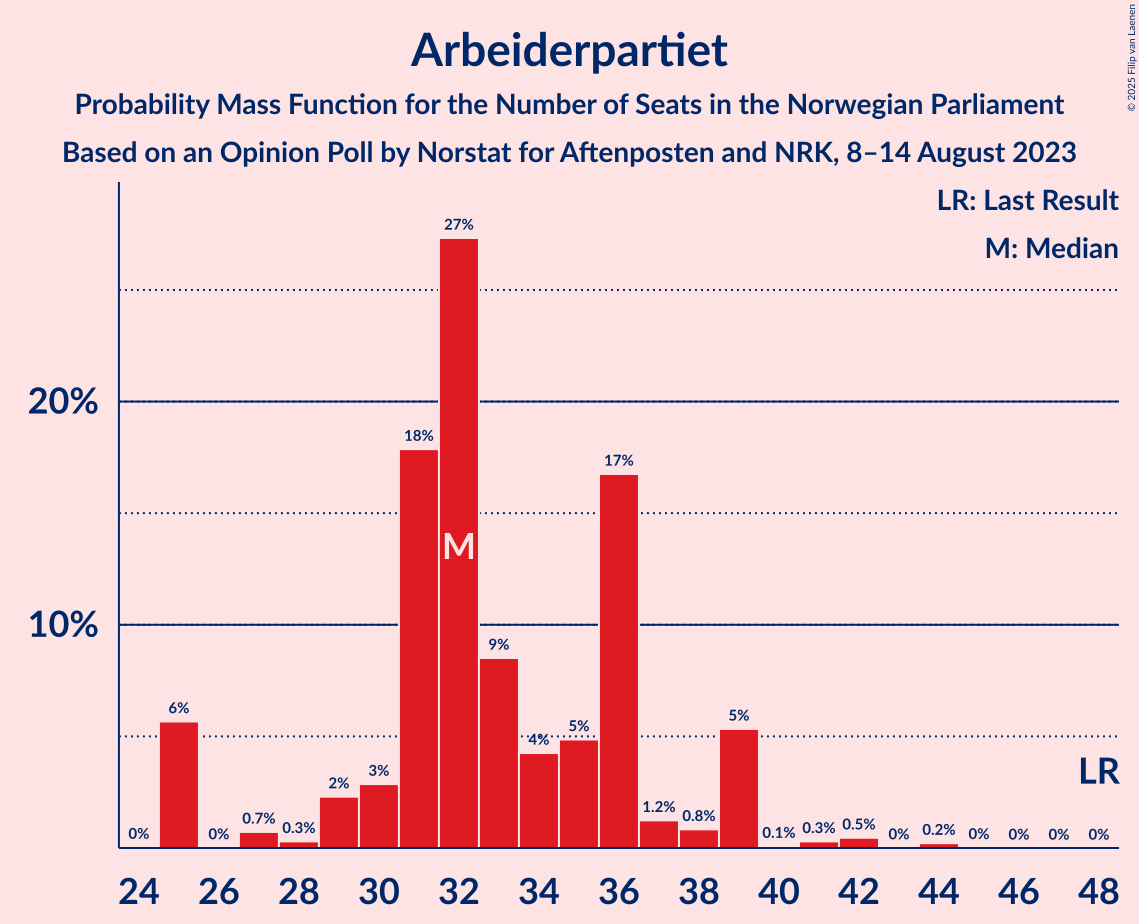 Arbeiderpartiet
Probability Mass Function for the Number of Seats in the Norwegian Parliament
Based on an Opinion Poll by Norstat for Aftenposten and NRK, 8–14 August 2023
© 2025 Filip van Laenen
LR: Last Result
M: Median
20%
10%
0% 6% 0% 0.7% 0.3% 2% 3% 18% 27% 9% 4% 5% 17% 1.2% 0.8% 5% 0.1% 0.3% 0.5% 0% 0.2% 0% 0% 0% 0%
M
LR
24 26 28 30 32 34 36 38 40 42 44 46 48